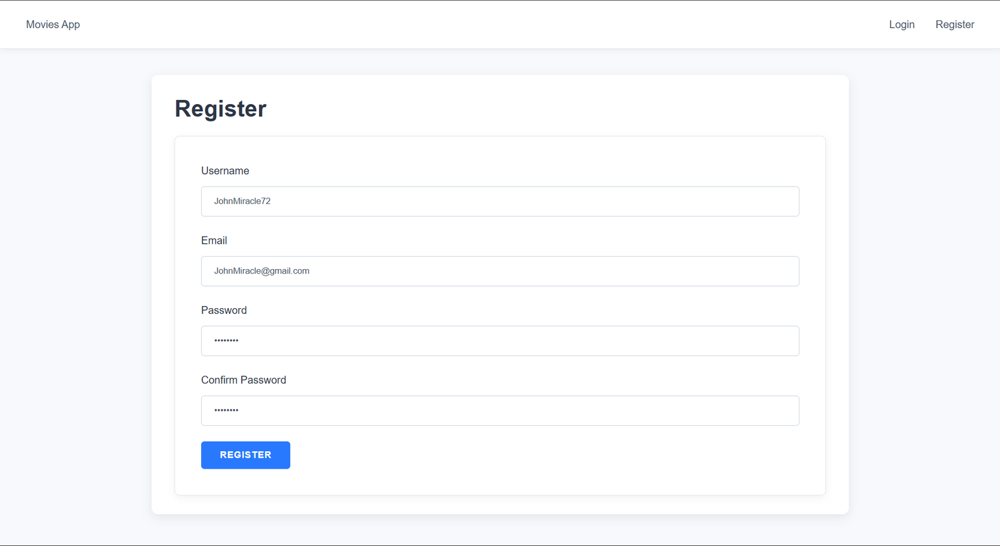 Movies App
Login Register
Register
Username
JohnMiracle72
Email
JohnMiracle@gmail.com
Password
••••••••
Confirm Password
••••••••
REGISTER